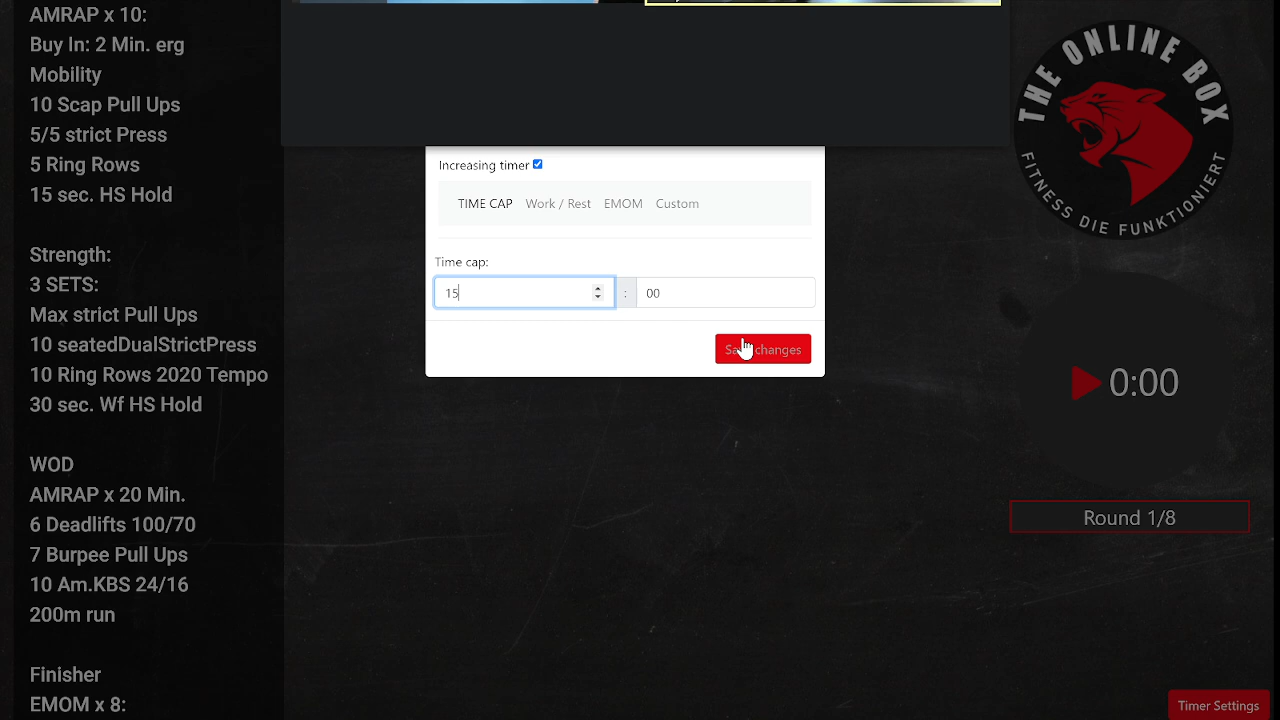 AMRAP x 10:
Buy In: 2 Min. erg
Mobility
10 Scap Pull Ups
5/5 strict Press
5 Ring Rows
15 sec. HS Hold
Strength:
3 SETS:
Max strict Pull Ups
10 seatedDualStrictPress
10 Ring Rows 2020 Tempo
30 sec. Wf HS Hold
WOD
AMRAP x 20 Min.
6 Deadlifts 100/70
7 Burpee Pull Ups
10 Am.KBS 24/16
200m run
Finisher
EMOM x 8:
Increasing timer
TIME CAP Work / Rest EMOM Custom
Time cap:
15 : 00
Save changes
THE ONLINE BOX
FITNESS DIE FUNKTIONIERT
0:00
Round 1/8
Timer Settings